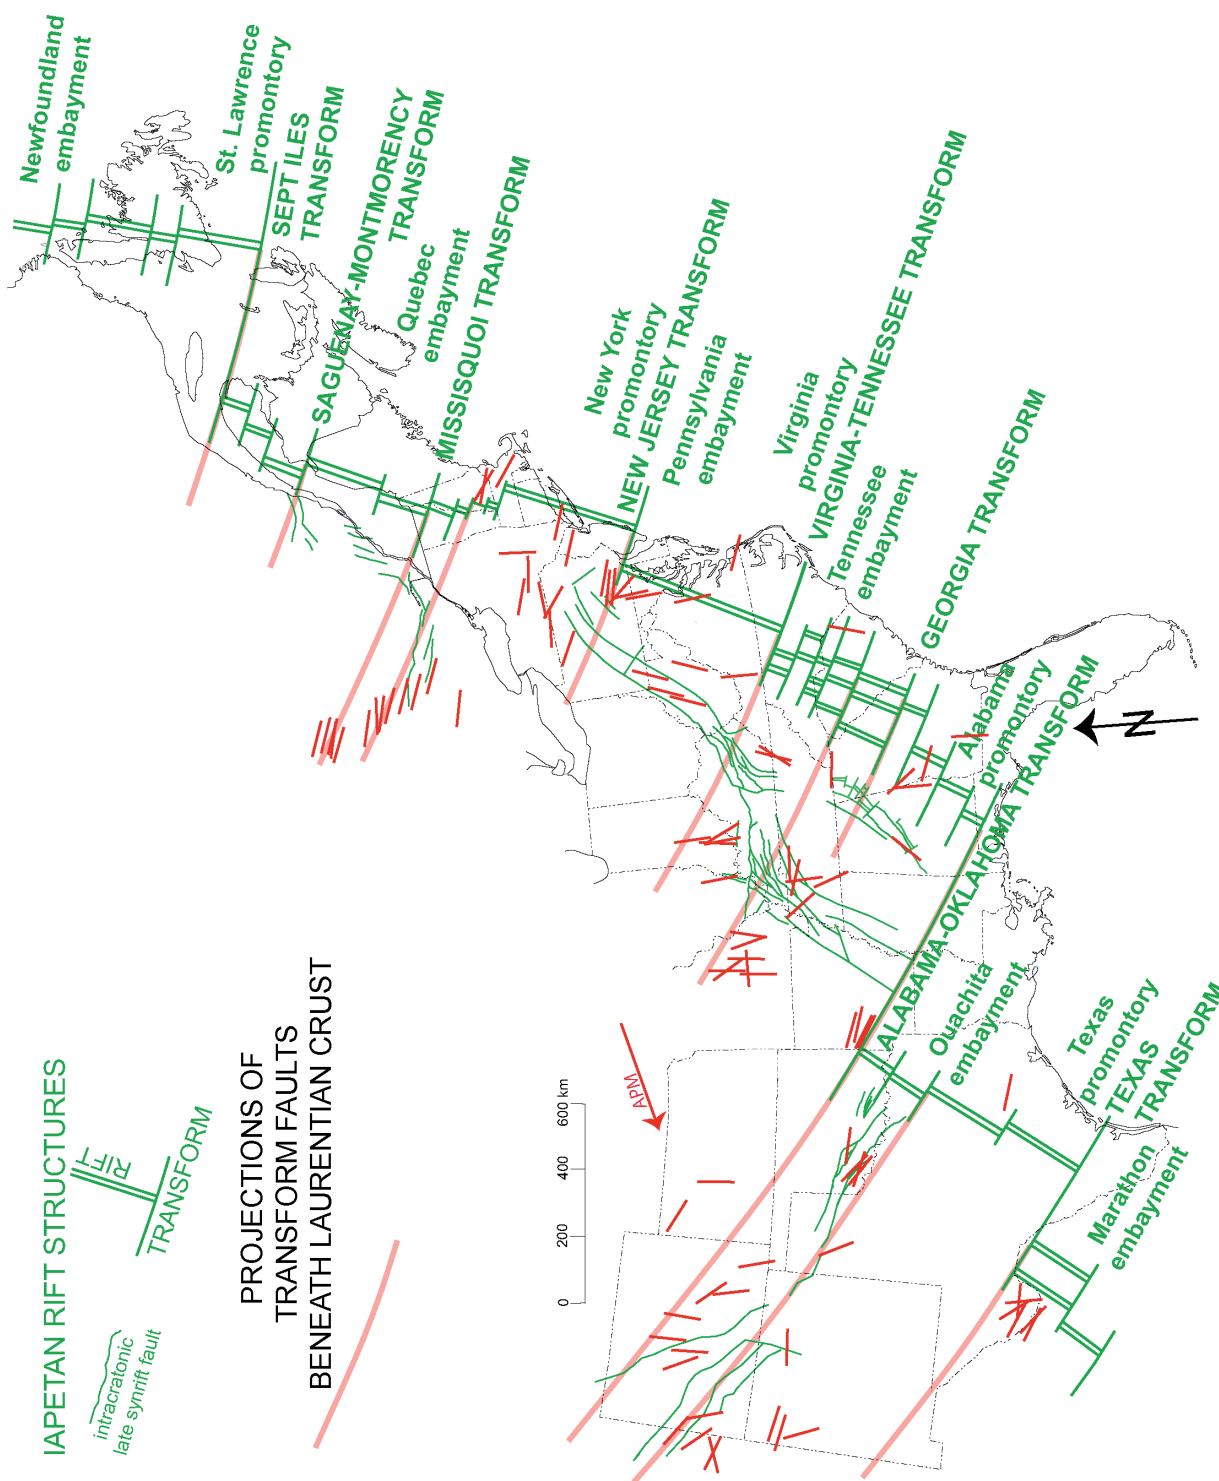 Newfoundland
embayment
St. Lawrence
promontory
SEPT ILES
TRANSFORM
SAGUENAY-MONTMORENCY
TRANSFORM
Quebec
embayment
MISSISQUOI TRANSFORM
New York
promontory
NEW JERSEY TRANSFORM
Pennsylvania
embayment
Virginia
promontory
VIRGINIA-TENNESSEE TRANSFORM
Tennessee
embayment
GEORGIA TRANSFORM
Alabama
promontory
ALABAMA-OKLAHOMA TRANSFORM
Ouachita
embayment
Texas
promontory
TEXAS
TRANSFORM
Marathon
embayment
N
APM
0 200 400 600 km
IAPETAN RIFT STRUCTURES
RIFT
TRANSFORM
intracratonic
late synrift fault
PROJECTIONS OF
TRANSFORM FAULTS
BENEATH LAURENTIAN CRUST